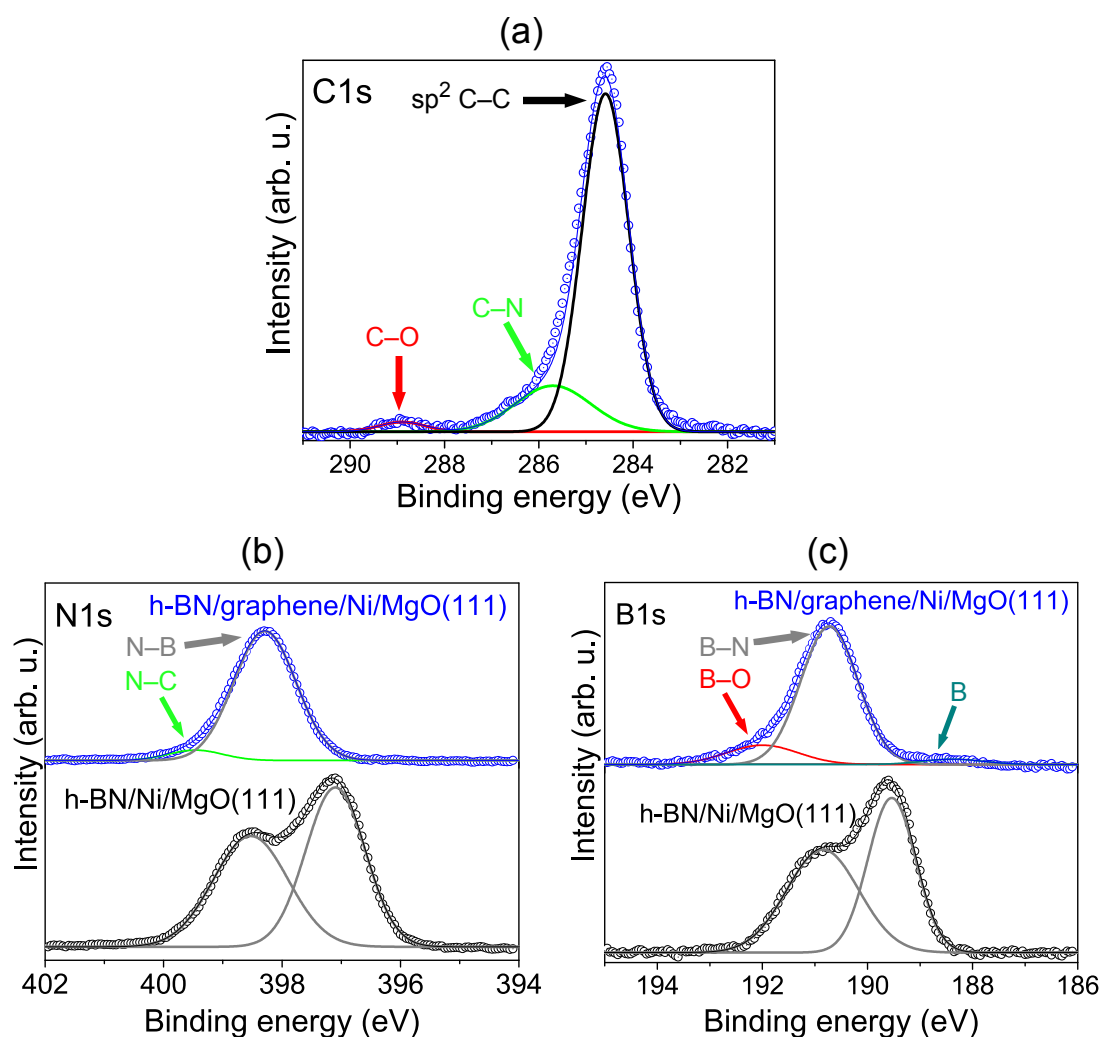 (a)
C1s
sp² C–C
C–N
C–O
Intensity (arb. u.)
290 288 286 284 282
Binding energy (eV)
(b)
N1s
h-BN/graphene/Ni/MgO(111)
N–B
N–C
h-BN/Ni/MgO(111)
Intensity (arb. u.)
402 400 398 396 394
Binding energy (eV)
(c)
B1s
h-BN/graphene/Ni/MgO(111)
B–N
B–O
B
h-BN/Ni/MgO(111)
Intensity (arb. u.)
194 192 190 188 186
Binding energy (eV)